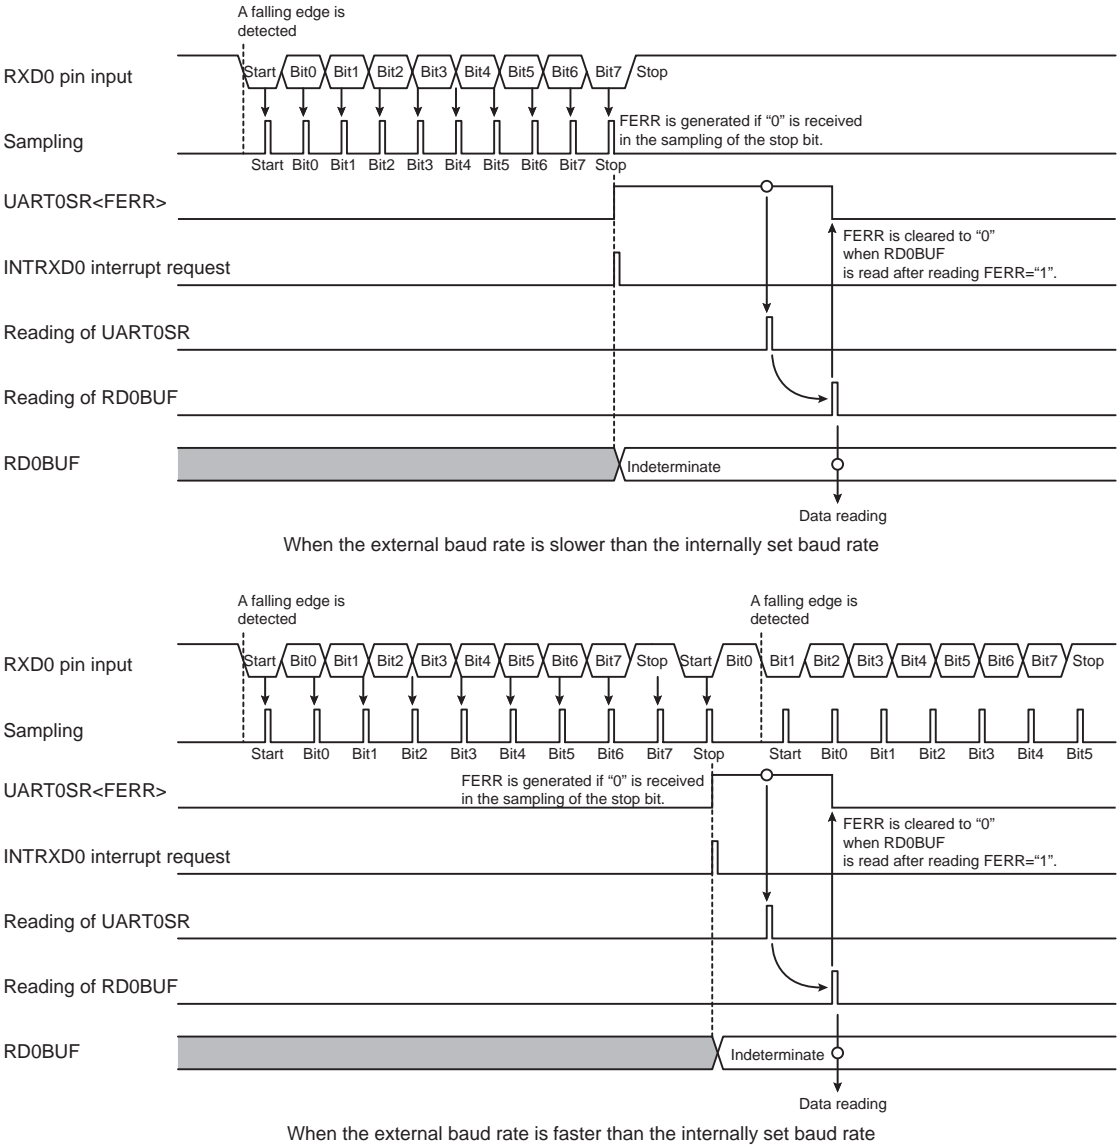 A falling edge is
detected
RXD0 pin input
Start Bit0 Bit1 Bit2 Bit3 Bit4 Bit5 Bit6 Bit7 Stop
FERR is generated if “0” is received
in the sampling of the stop bit.
Sampling
Start Bit0 Bit1 Bit2 Bit3 Bit4 Bit5 Bit6 Bit7 Stop
UART0SR<FERR>
FERR is cleared to “0”
when RD0BUF
is read after reading FERR=“1”.
INTRXD0 interrupt request
Reading of UART0SR
Reading of RD0BUF
RD0BUF
Indeterminate
Data reading
When the external baud rate is slower than the internally set baud rate
A falling edge is
detected
A falling edge is
detected
RXD0 pin input
Start Bit0 Bit1 Bit2 Bit3 Bit4 Bit5 Bit6 Bit7 Stop Start Bit0 Bit1 Bit2 Bit3 Bit4 Bit5 Bit6 Bit7 Stop
Sampling
Start Bit0 Bit1 Bit2 Bit3 Bit4 Bit5 Bit6 Bit7 Stop Start Bit0 Bit1 Bit2 Bit3 Bit4 Bit5
FERR is generated if “0” is received
in the sampling of the stop bit.
UART0SR<FERR>
FERR is cleared to “0”
when RD0BUF
is read after reading FERR=“1”.
INTRXD0 interrupt request
Reading of UART0SR
Reading of RD0BUF
RD0BUF
Indeterminate
Data reading
When the external baud rate is faster than the internally set baud rate